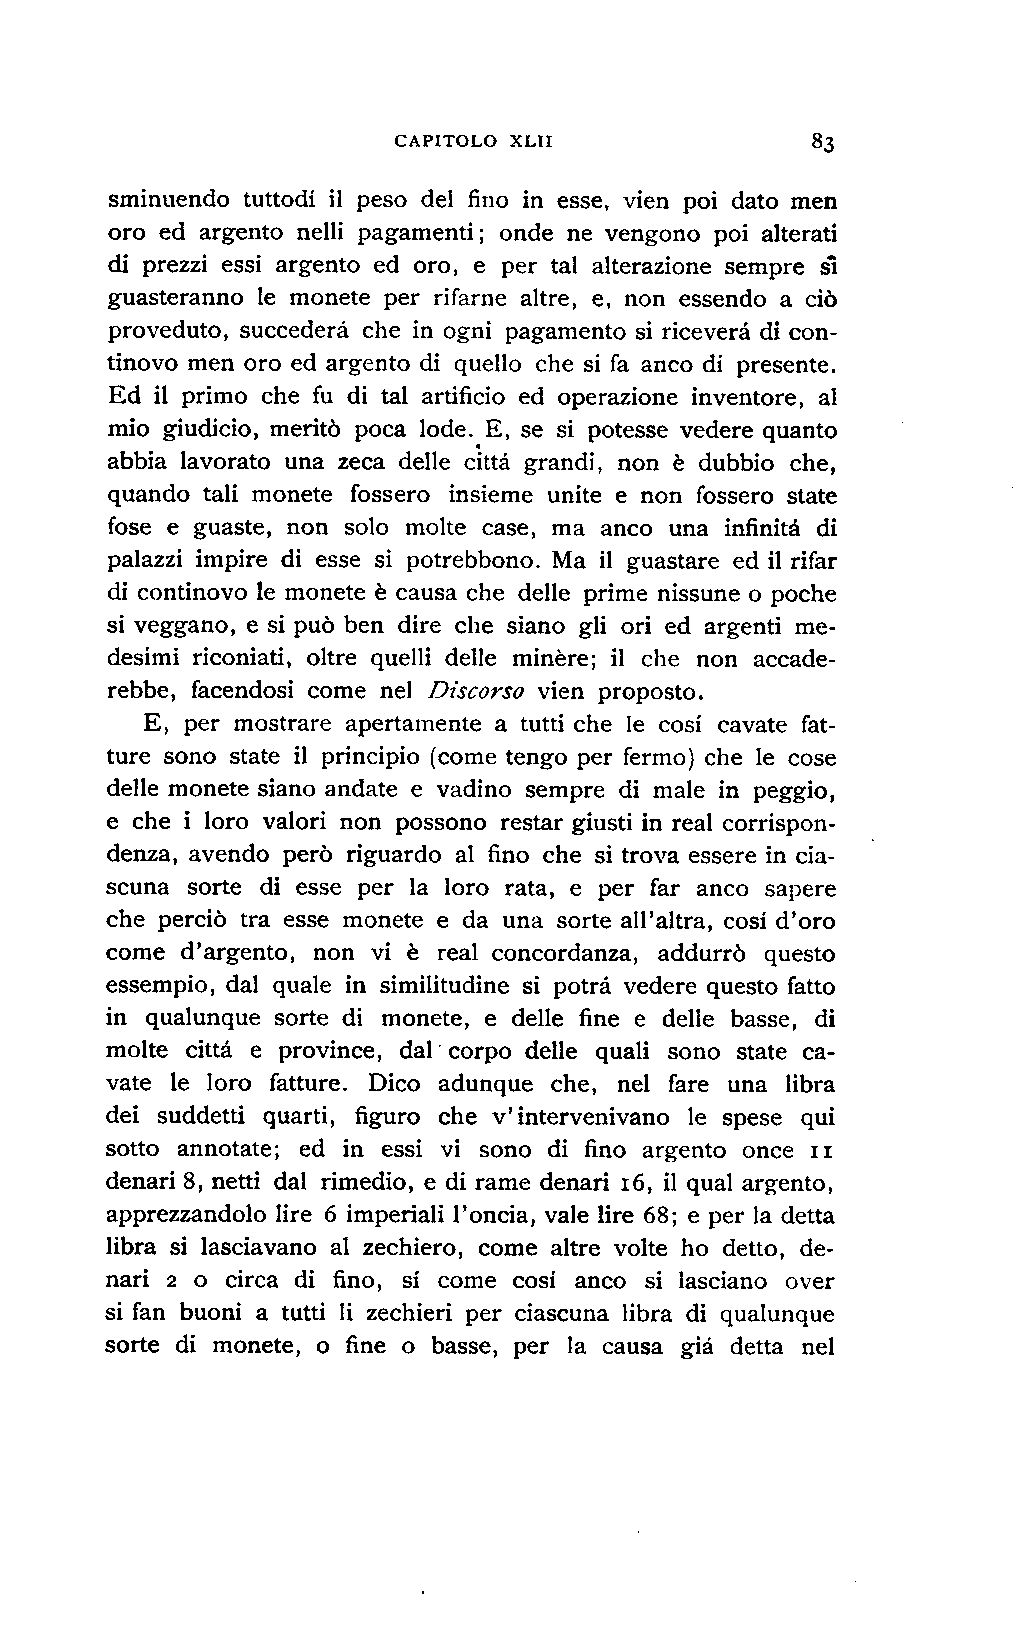 CAPITOLO XLII 83
sminuendo tuttodí il peso del fino in esse, vien poi dato men
oro ed argento nelli pagamenti; onde ne vengono poi alterati
di prezzi essi argento ed oro, e per tal alterazione sempre si
guasteranno le monete per rifarne altre, e, non essendo a ciò
proveduto, succederá che in ogni pagamento si riceverá di con-
tinovo men oro ed argento di quello che si fa anco di presente.
Ed il primo che fu di tal artificio ed operazione inventore, al
mio giudicio, meritò poca lode. E, se si potesse vedere quanto
abbia lavorato una zeca delle cittá grandi, non è dubbio che,
quando tali monete fossero insieme unite e non fossero state
fose e guaste, non solo molte case, ma anco una infinitá di
palazzi impire di esse si potrebbono. Ma il guastare ed il rifar
di continovo le monete è causa che delle prime nissune o poche
si veggano, e si può ben dire che siano gli ori ed argenti me-
desimi riconiati, oltre quelli delle minère; il che non accade-
rebbe, facendosi come nel Discorso vien proposto.
E, per mostrare apertamente a tutti che le cosí cavate fat-
ture sono state il principio (come tengo per fermo) che le cose
delle monete siano andate e vadino sempre di male in peggio,
e che i loro valori non possono restar giusti in real corrispon-
denza, avendo però riguardo al fino che si trova essere in cia-
scuna sorte di esse per la loro rata, e per far anco sapere
che perciò tra esse monete e da una sorte all'altra, cosí d'oro
come d'argento, non vi è real concordanza, addurrò questo
essempio, dal quale in similitudine si potrá vedere questo fatto
in qualunque sorte di monete, e delle fine e delle basse, di
molte cittá e province, dal corpo delle quali sono state ca-
vate le loro fatture. Dico adunque che, nel fare una libra
dei suddetti quarti, figuro che v'intervenivano le spese qui
sotto annotate; ed in essi vi sono di fino argento once 11
denari 8, netti dal rimedio, e di rame denari 16, il qual argento,
apprezzandolo lire 6 imperiali l'oncia, vale lire 68; e per la detta
libra si lasciavano al zechiero, come altre volte ho detto, de-
nari 2 o circa di fino, sí come cosí anco si lasciano over
si fan buoni a tutti li zechieri per ciascuna libra di qualunque
sorte di monete, o fine o basse, per la causa giá detta nel